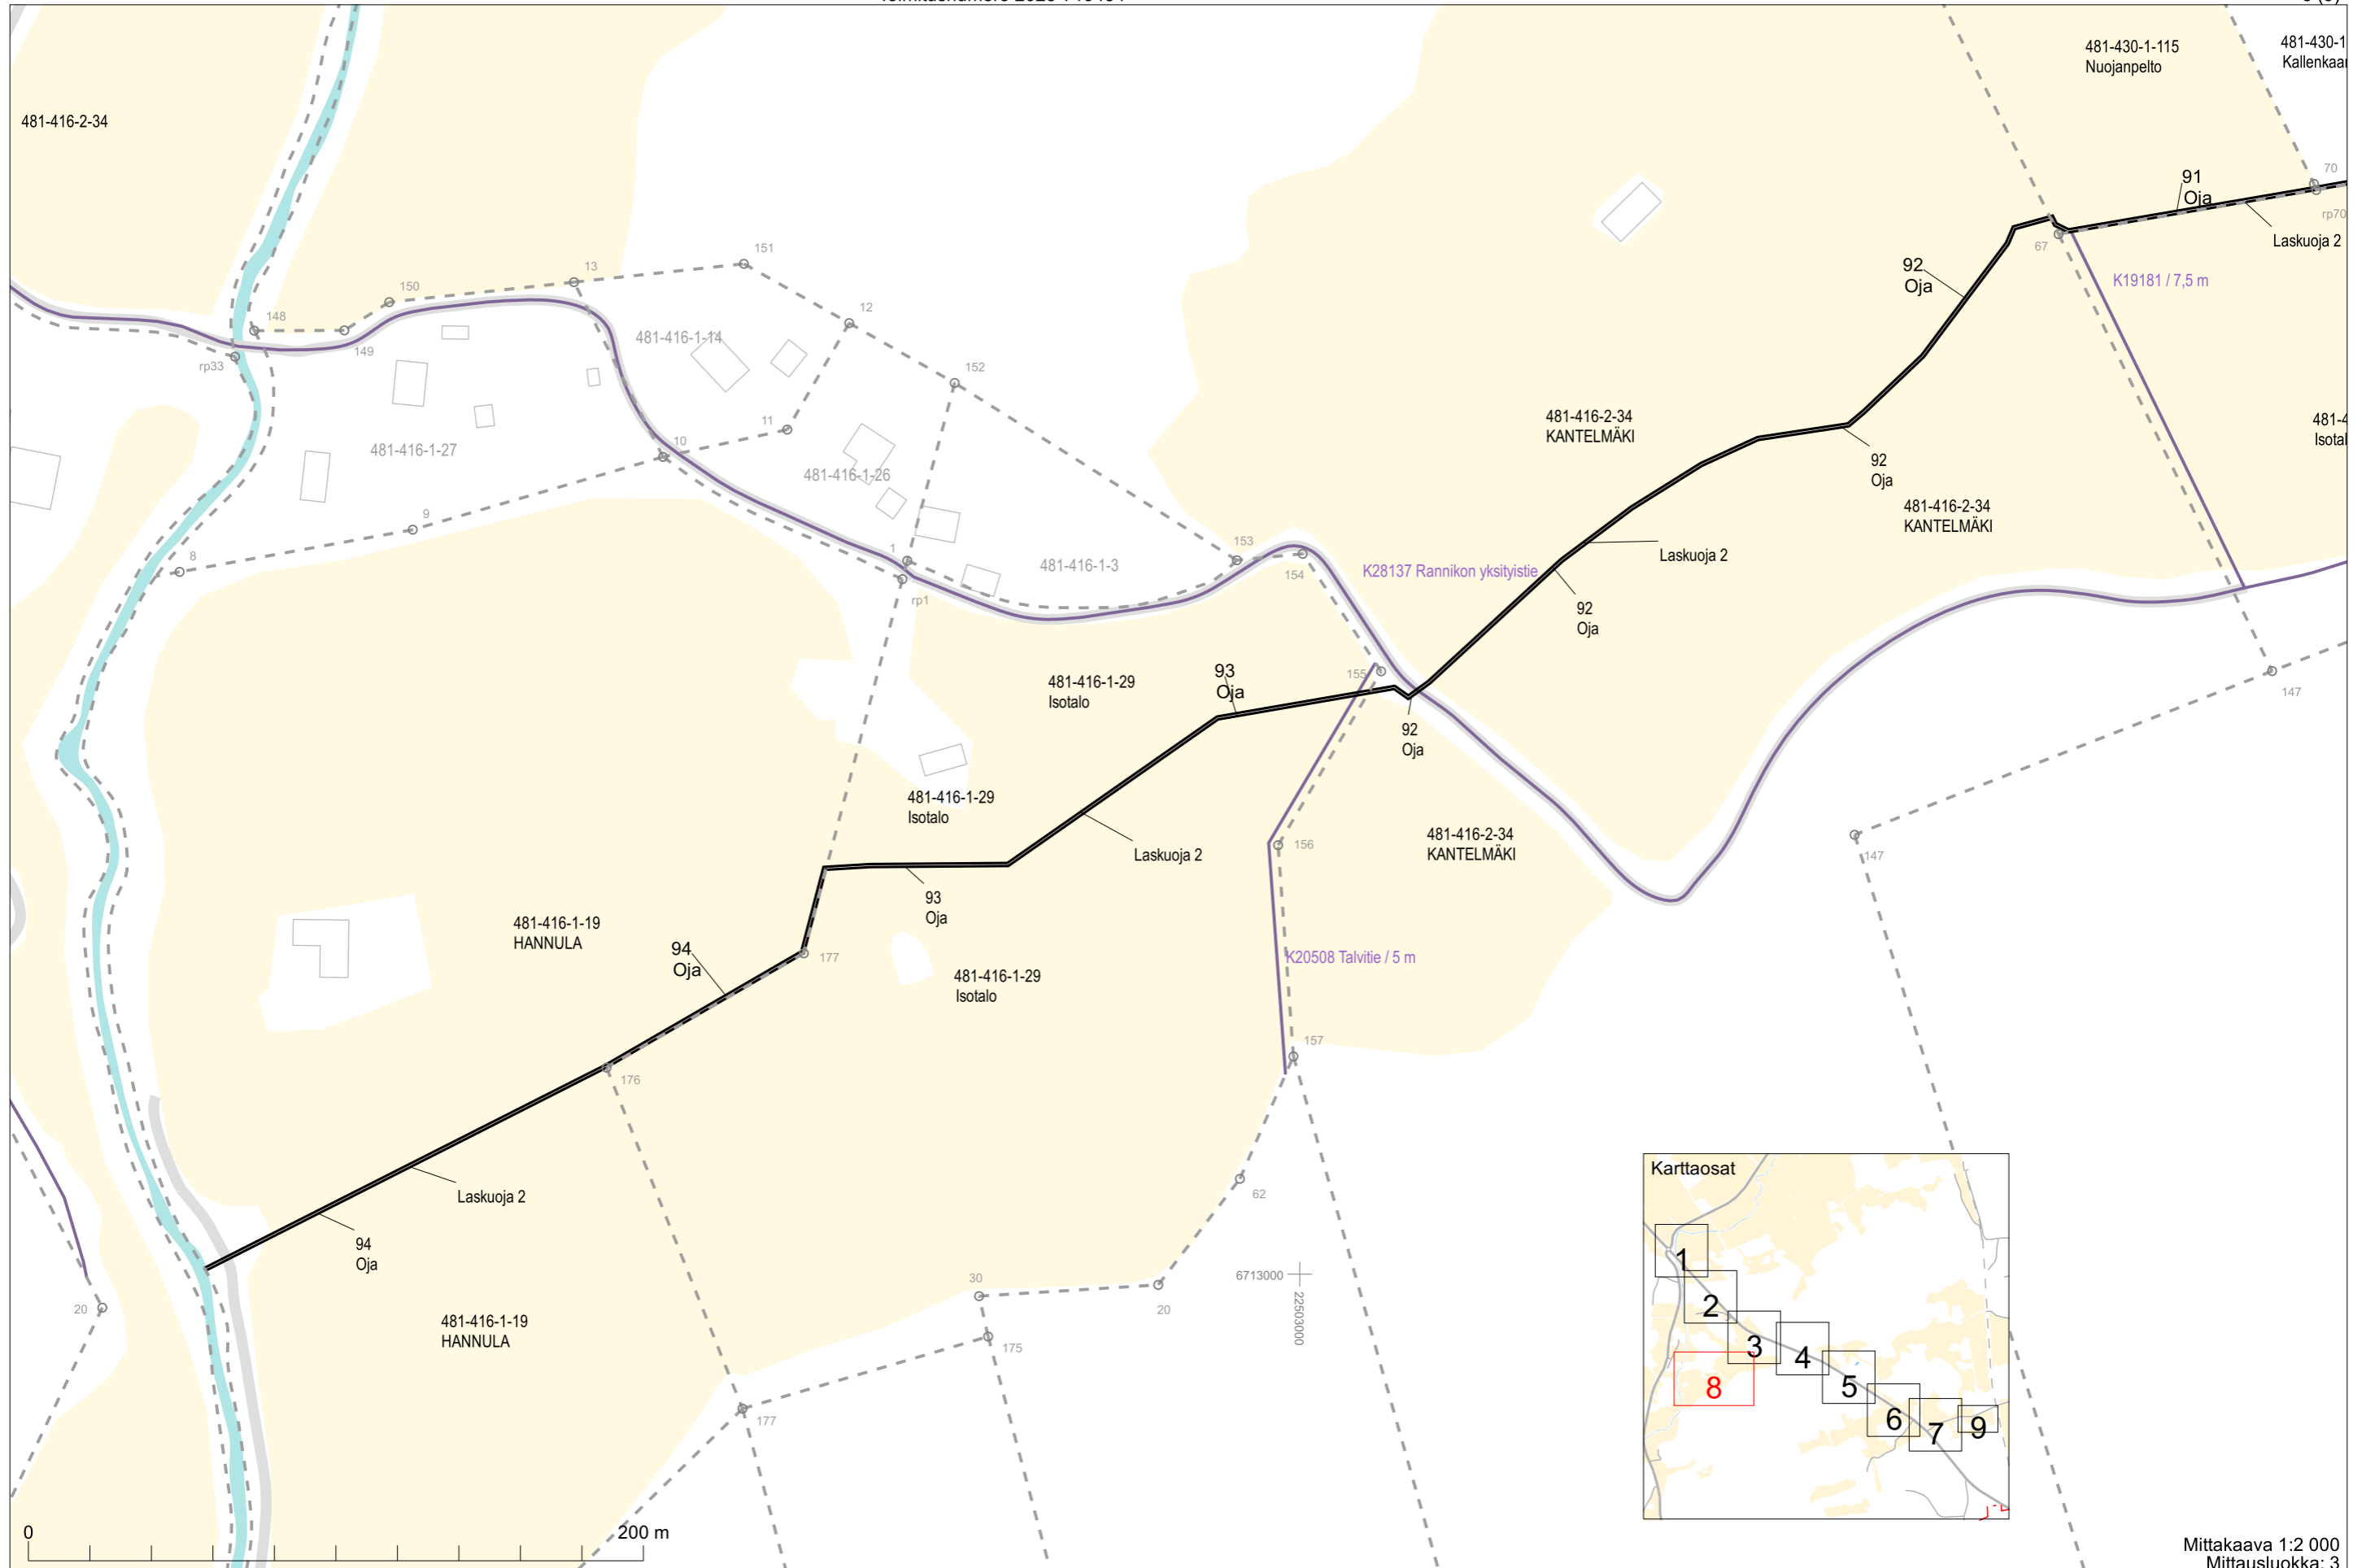 481-430-1-115
Nuojanpelto
481-416-2-34
70
91
Oja
rp70
67
Laskuoja 2
92
Oja
K19181 / 7,5 m
151
13
150
12
148
149
rp33
481-416-1-14
152
11
10
481-416-1-27
481-416-1-26
481-416-2-34
KANTELMÄKI
92
Oja
481-416-2-34
KANTELMÄKI
9
8
1
rp1
481-416-1-3
153
154
K28137 Rannikon yksityistie
Laskuoja 2
92
Oja
155
147
93
Oja
481-416-1-29
Isotalo
92
Oja
481-416-1-29
Isotalo
Laskuoja 2
156
481-416-2-34
KANTELMÄKI
147
93
Oja
481-416-1-19
HANNULA
94
Oja
177
481-416-1-29
Isotalo
K20508 Talvitie / 5 m
157
176
Laskuoja 2
62
94
Oja
6713000
22503000
30
20
20
481-416-1-19
HANNULA
175
177
Karttaosat
1
2
3
4
5
6
7
8
9
0
200 m
Mittakaava 1:2 000
Mittausluokka: 3